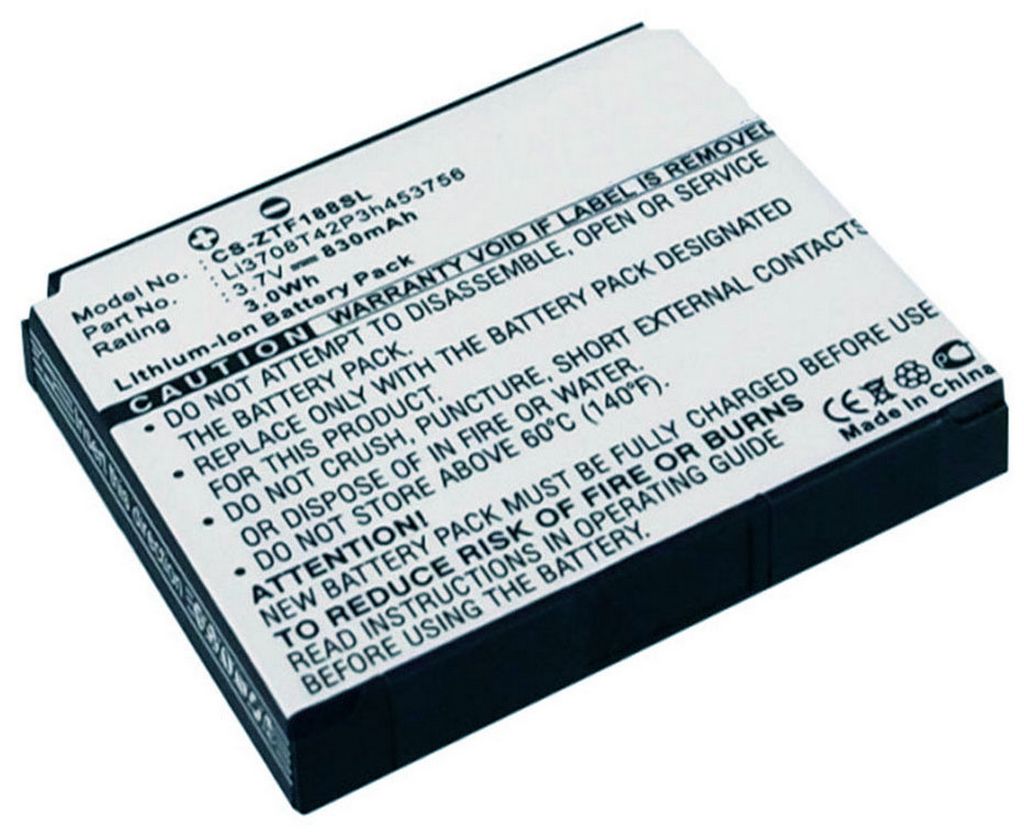 Model No. : CS-ZTF188SL
Part No. : Li3708T42P3h453756
Rating : 3.7V 830mAh
3.0Wh
Lithium-Ion Battery Pack
CAUTION WARRANTY VOID IF LABEL IS REMOVED
• DO NOT ATTEMPT TO DISASSEMBLE, OPEN OR SERVICE
THE BATTERY PACK.
• REPLACE ONLY WITH THE BATTERY PACK DESIGNATED
FOR THIS PRODUCT.
• DO NOT CRUSH, PUNCTURE, SHORT EXTERNAL CONTACTS
OR DISPOSE OF IN FIRE OR WATER.
• DO NOT STORE ABOVE 60°C (140°F).
ATTENTION!
NEW BATTERY PACK MUST BE FULLY CHARGED BEFORE USE
TO REDUCE RISK OF FIRE OR BURNS
READ INSTRUCTIONS IN OPERATING GUIDE
BEFORE USING THE BATTERY.
CE
Made in China